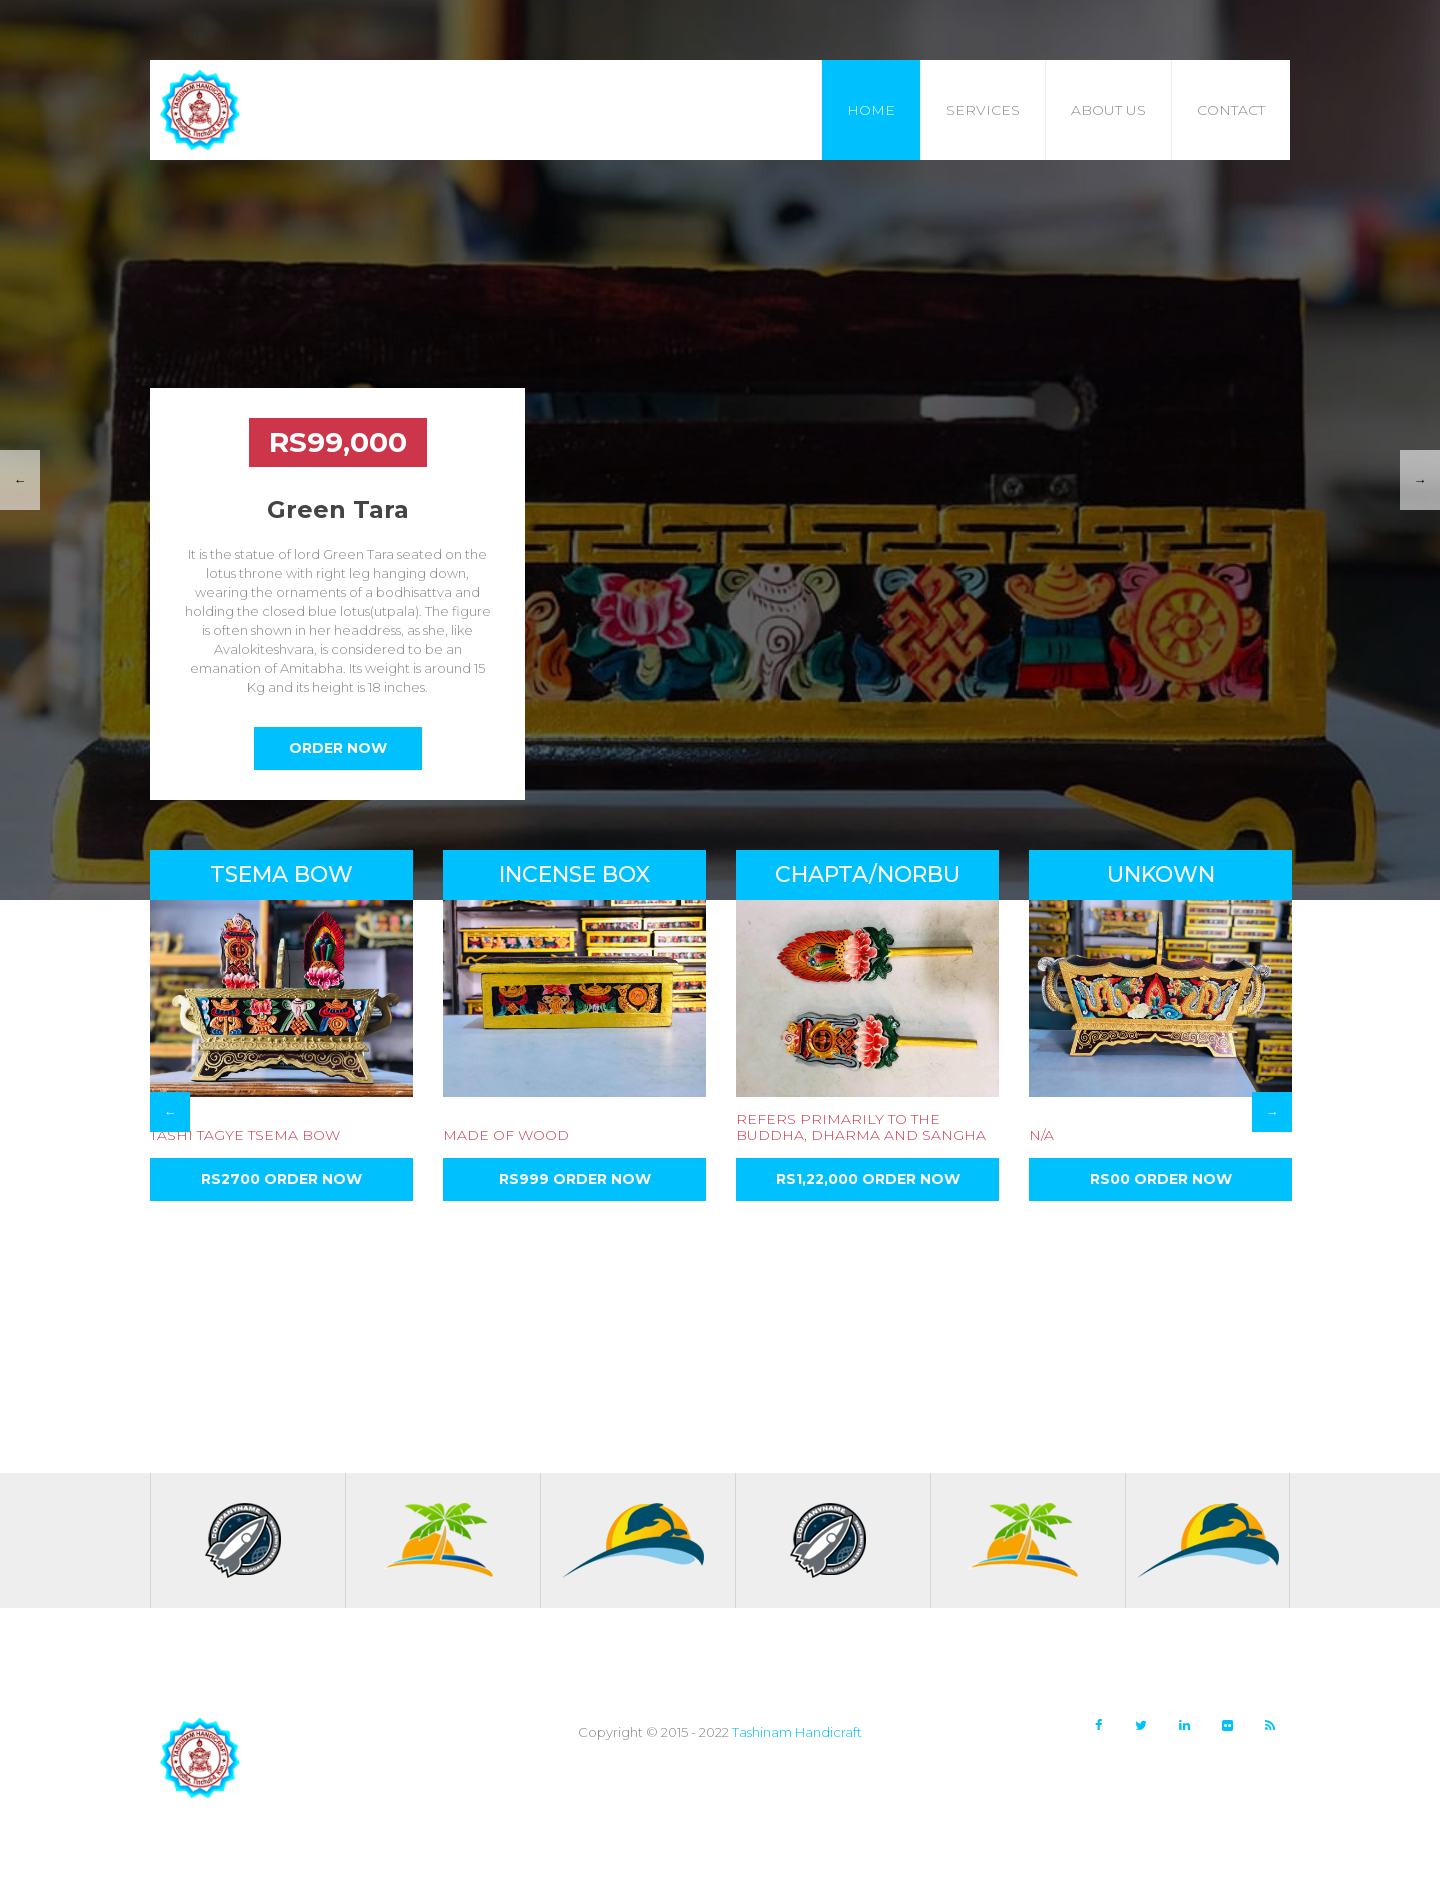 TASHINAM HANDICRAFT
HOME
SERVICES
ABOUT US
CONTACT
RS99,000
Green Tara
It is the statue of lord Green Tara seated on the
lotus throne with right leg hanging down,
wearing the ornaments of a bodhisattva and
holding the closed blue lotus(utpala). The figure
is often shown in her headdress, as she, like
Avalokiteshvara, is considered to be an
emanation of Amitabha. Its weight is around 15
Kg and its height is 18 inches.
ORDER NOW
←
→
TSEMA BOW
INCENSE BOX
CHAPTA/NORBU
UNKOWN
←
→
TASHI TAGYE TSEMA BOW
MADE OF WOOD
REFERS PRIMARILY TO THE
BUDDHA, DHARMA AND SANGHA
N/A
RS2700 ORDER NOW
RS999 ORDER NOW
RS1,22,000 ORDER NOW
RS00 ORDER NOW
COMPANYNAME
COMPANYNAME
TASHINAM HANDICRAFT
Copyright © 2015 - 2022 Tashinam Handicraft